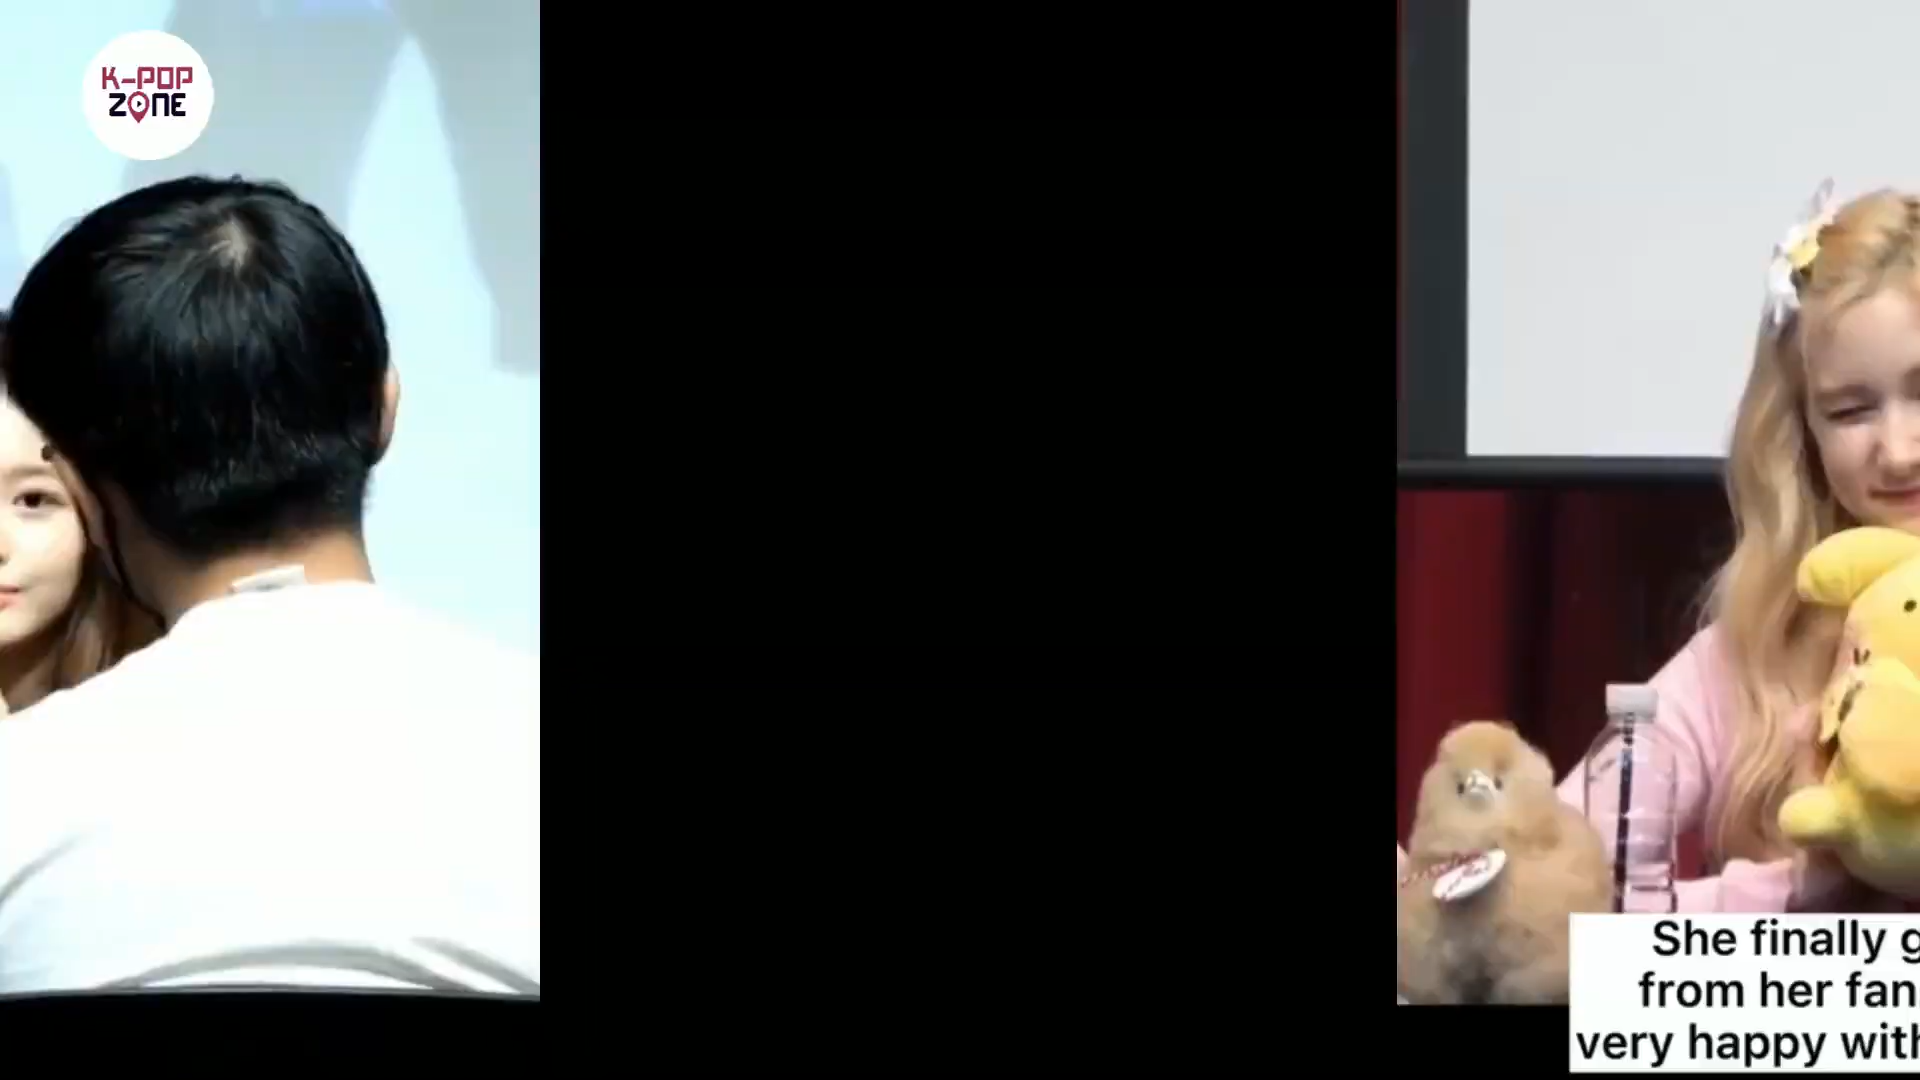 K-POP
ZONE
She finally g
from her fan
very happy with